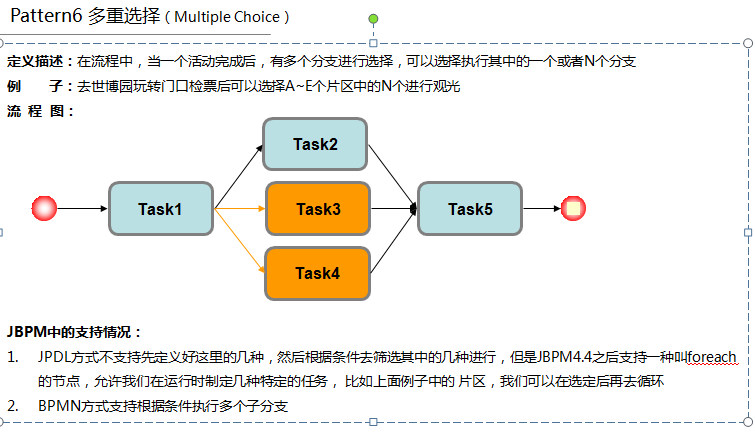 Pattern6 多重选择（Multiple Choice）
定义描述：在流程中，当一个活动完成后，有多个分支进行选择，可以选择执行其中的一个或者N个分支
例 子：去世博园玩转门口检票后可以选择A~E个片区中的N个进行观光
流 程 图：
Task2
Task1
Task3
Task5
Task4
JBPM中的支持情况：
1. JPDL方式不支持先定义好这里的几种，然后根据条件去筛选其中的几种进行，但是JBPM4.4之后支持一种叫foreach
的节点，允许我们在运行时制定几种特定的任务， 比如上面例子中的 片区，我们可以在选定后再去循环
2. BPMN方式支持根据条件执行多个子分支